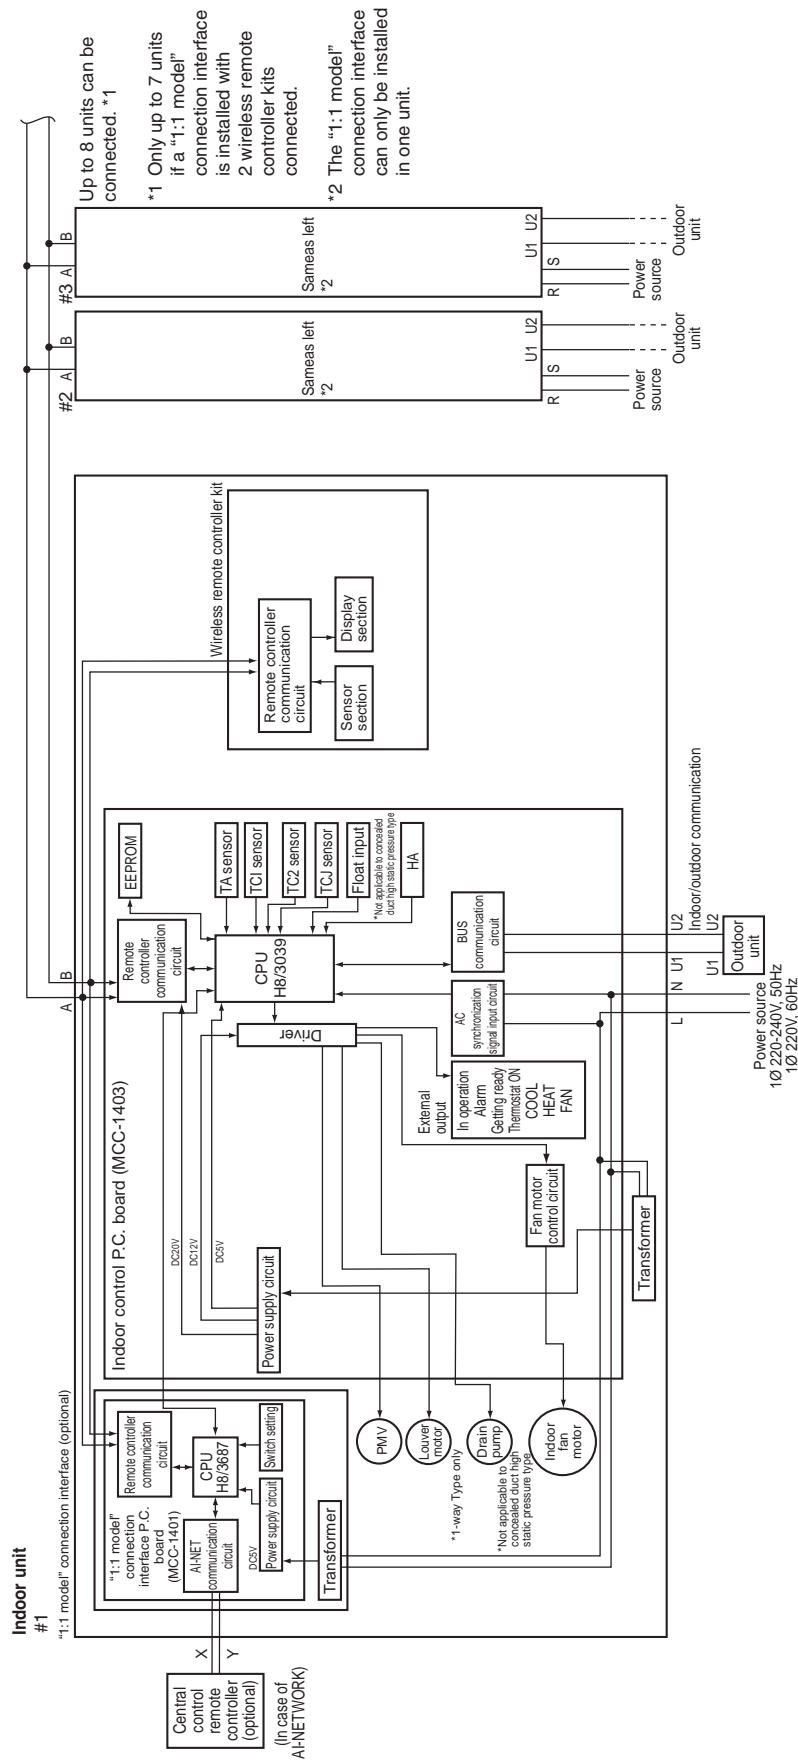 Indoor unit
#1
"1:1 model" connection interface (optional)
"1:1 model"
connection
interface P.C.
board
(MCC-1401)
Remote controller
communication
circuit
CPU
H8/3687
AI-NET
communication
circuit
Switch setting
Power supply circuit
DC5V
Transformer
X
Y
Central
control
remote
controller
(optional)
(In case of
AI-NETWORK)
Indoor control P.C. board (MCC-1403)
DC20V
DC12V
DC5V
Power supply circuit
Remote
controller
communication
circuit
A
B
EEPROM
CPU
H8/3039
Driver
TA sensor
TCI sensor
TC2 sensor
TCJ sensor
Float input
*Not applicable to concealed
duct high static pressure type
HA
AC
synchronization
signal input circuit
BUS
communication
circuit
External
output
In operation
Alarm
Getting ready
Thermostat ON
COOL
HEAT
FAN
Fan motor
control circuit
Transformer
PMV
Louver
motor
*1-way Type only
Drain
pump
*Not applicable to
concealed duct high
static pressure type
Indoor
fan
motor
L
N
U1
U2
Indoor/outdoor communication
U1
U2
Outdoor
unit
Power source
1Ø 220-240V, 50Hz
1Ø 220V, 60Hz
Wireless remote controller kit
Remote controller
communication
circuit
Display
section
Sensor
section
#2
A
B
Sameas left
*2
R
S
U1
U2
Power
source
Outdoor
unit
#3
A
B
Sameas left
*2
R
S
U1
U2
Power
source
Outdoor
unit
Up to 8 units can be
connected. *1
*1 Only up to 7 units
if a "1:1 model"
connection interface
is installed with
2 wireless remote
controller kits
connected.
*2 The "1:1 model"
connection interface
can only be installed
in one unit.